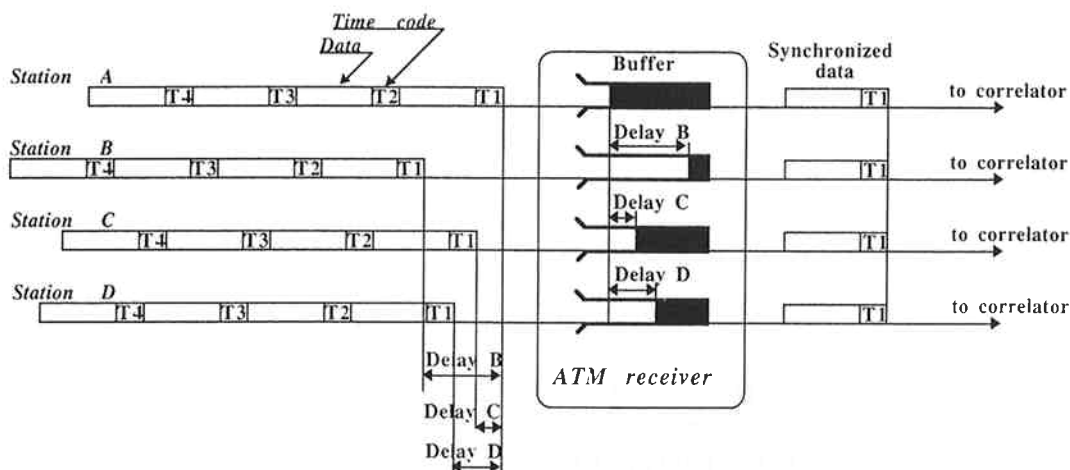 Time code
Data
Station A
T4 T3 T2 T1
Buffer
Synchronized
data
T1
to correlator
Delay B
Station B
T4 T3 T2 T1
T1
to correlator
Delay C
Station C
T4 T3 T2 T1
T1
to correlator
Delay D
Station D
T4 T3 T2 T1
T1
to correlator
Delay B
Delay C
Delay D
ATM receiver